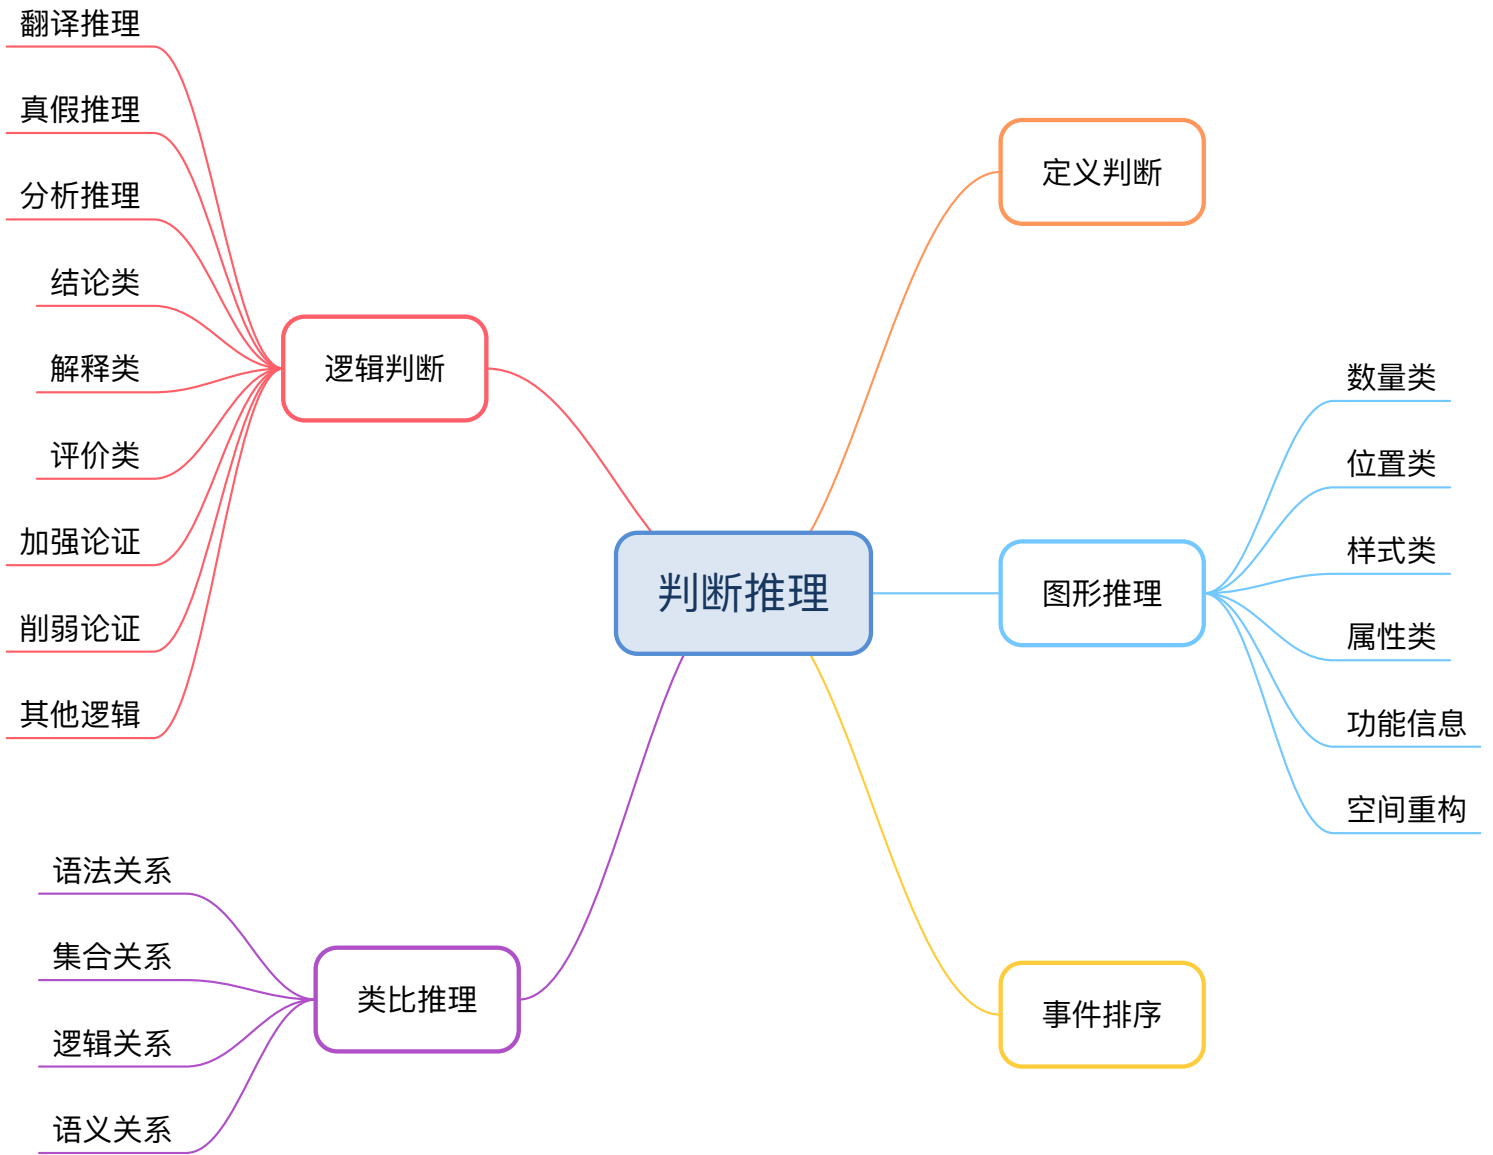 判断推理
定义判断
图形推理
数量类
位置类
样式类
属性类
功能信息
空间重构
事件排序
逻辑判断
翻译推理
真假推理
分析推理
结论类
解释类
评价类
加强论证
削弱论证
其他逻辑
类比推理
语法关系
集合关系
逻辑关系
语义关系